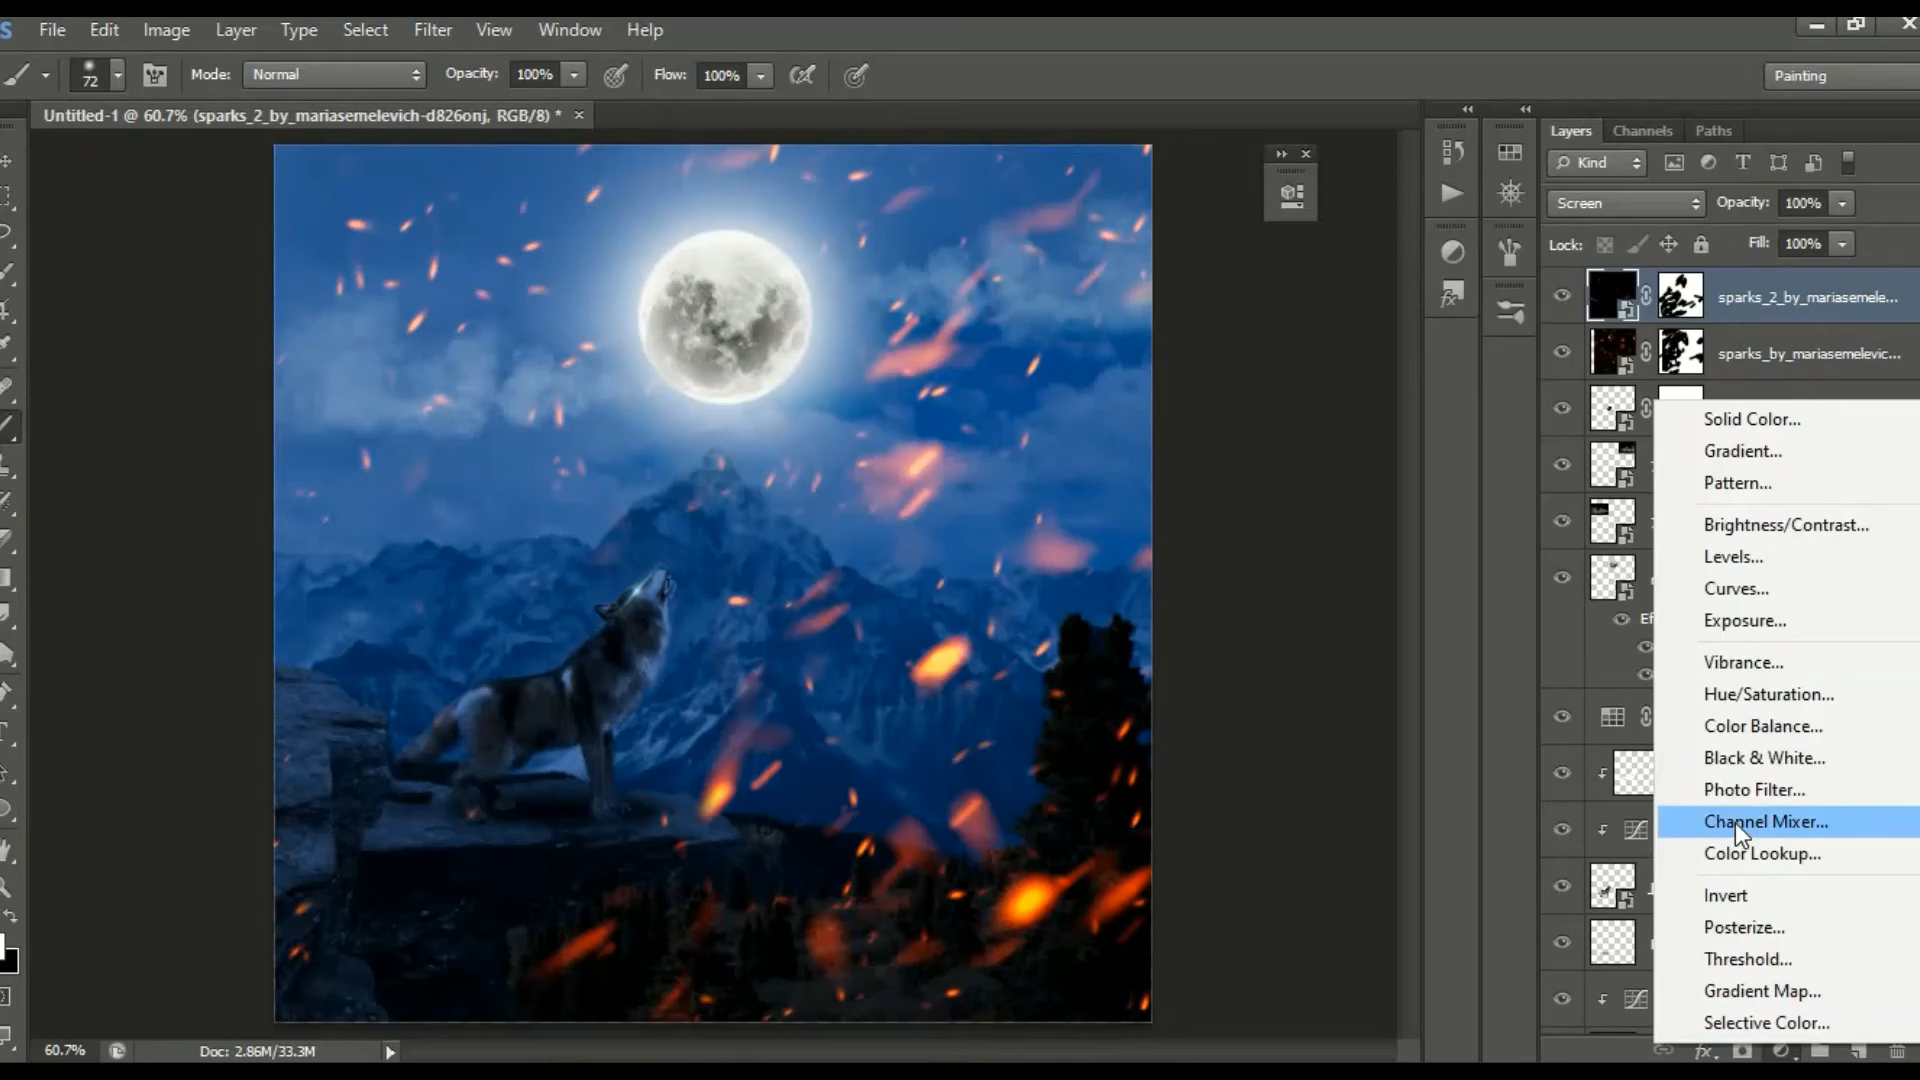 File Edit Image Layer Type Select Filter View Window Help
72 Mode: Normal Opacity: 100% Flow: 100% Painting
Untitled-1 @ 60.7% (sparks_2_by_mariasemelevich-d826onj, RGB/8) *
Layers Channels Paths
Kind
Screen Opacity: 100%
Lock: Fill: 100%
sparks_2_by_mariasemele...
sparks_by_mariasemelevic...
Solid Color...
Gradient...
Pattern...
Brightness/Contrast...
Levels...
Curves...
Exposure...
Vibrance...
Hue/Saturation...
Color Balance...
Black & White...
Photo Filter...
Channel Mixer...
Color Lookup...
Invert
Posterize...
Threshold...
Gradient Map...
Selective Color...
60.7% Doc: 2.86M/33.3M
fx